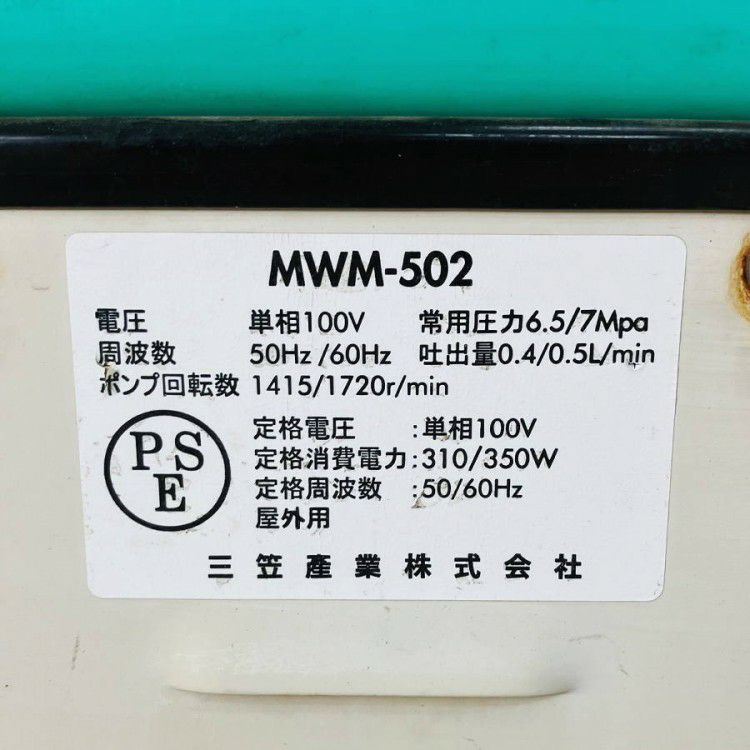 MWM-502
電圧 単相100V 常用圧力6.5/7Mpa
周波数 50Hz /60Hz 吐出量0.4/0.5L/min
ポンプ回転数 1415/1720r/min
PSE
定格電圧 :単相100V
定格消費電力:310/350W
定格周波数 :50/60Hz
屋外用
三笠産業株式会社